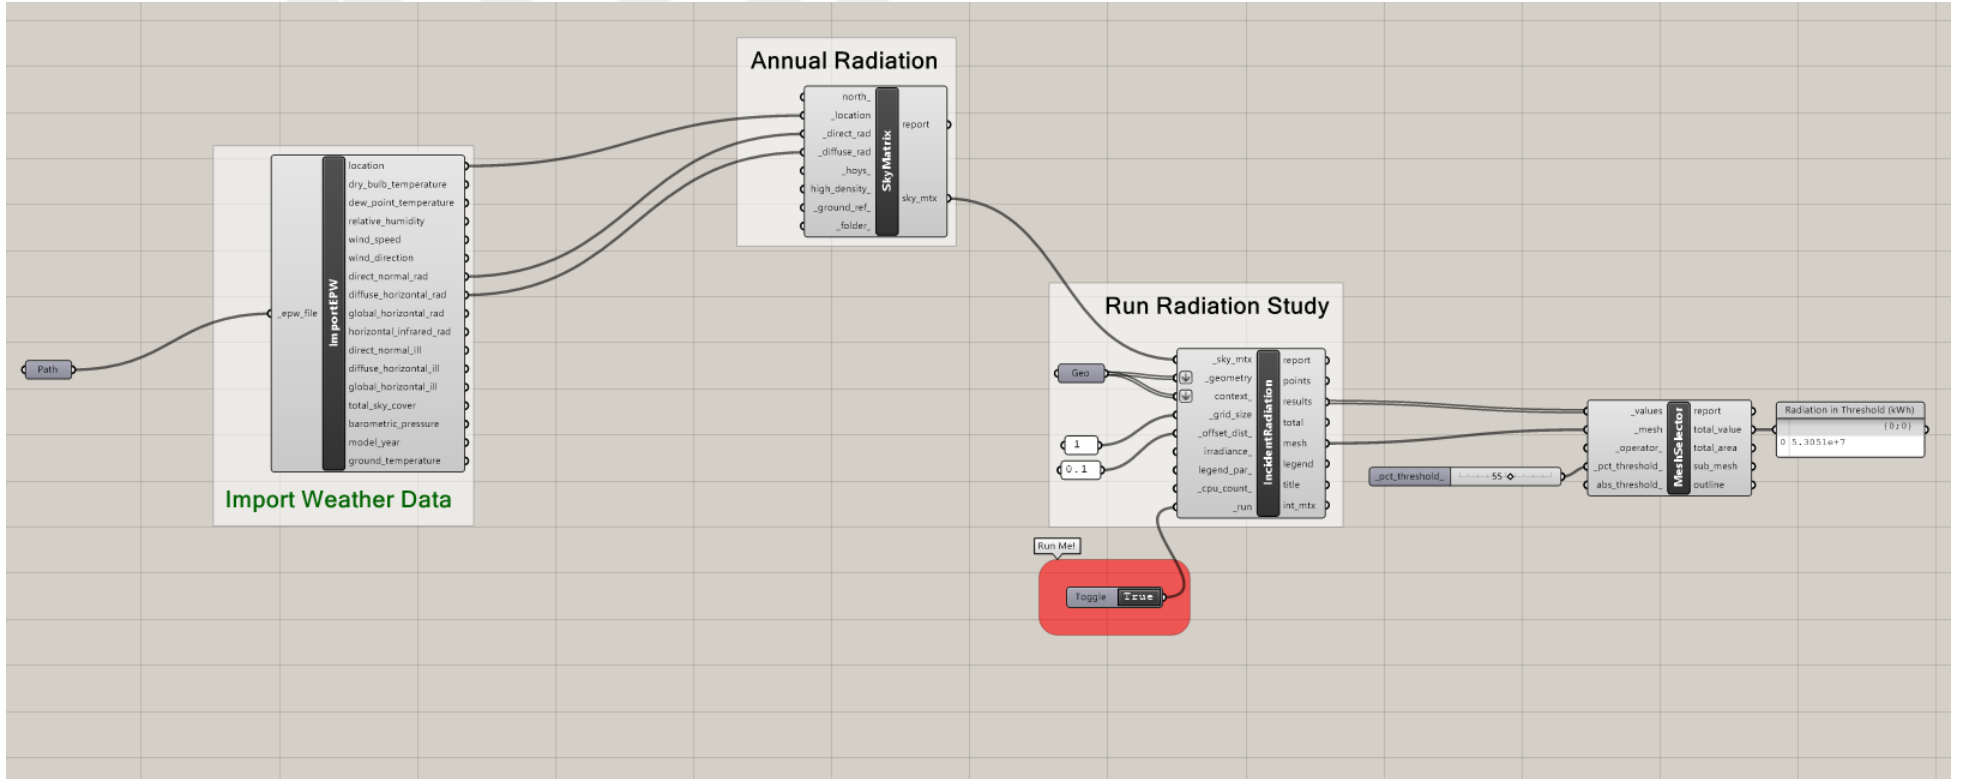 Path
_epw_file
ImportEPW
location
dry_bulb_temperature
dew_point_temperature
relative_humidity
wind_speed
wind_direction
direct_normal_rad
diffuse_horizontal_rad
global_horizontal_rad
horizontal_infrared_rad
direct_normal_ill
diffuse_horizontal_ill
global_horizontal_ill
total_sky_cover
barometric_pressure
model_year
ground_temperature
Import Weather Data
Annual Radiation
north_
_location
_direct_rad
_diffuse_rad
_hoys_
high_density_
_ground_ref_
_folder_
SkyMatrix
report
sky_mtx
Run Radiation Study
Geo
1
0.1
_sky_mtx
_geometry
context_
_grid_size
_offset_dist_
irradiance_
legend_par_
_cpu_count_
_run
IncidentRadiation
report
points
results
total
mesh
legend
title
int_mtx
Run Me!
Toggle True
_pct_threshold_ 55
_values
_mesh
_operator_
_pct_threshold_
abs_threshold_
MeshSelector
report
total_value
total_area
sub_mesh
outline
Radiation in Threshold (kWh)
{0;0}
0 5.3051e+7